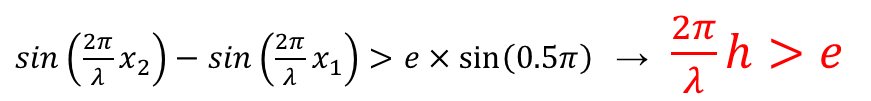 sin (2π/λ x₂) − sin (2π/λ x₁) > e × sin(0.5π) → 2π/λ h > e